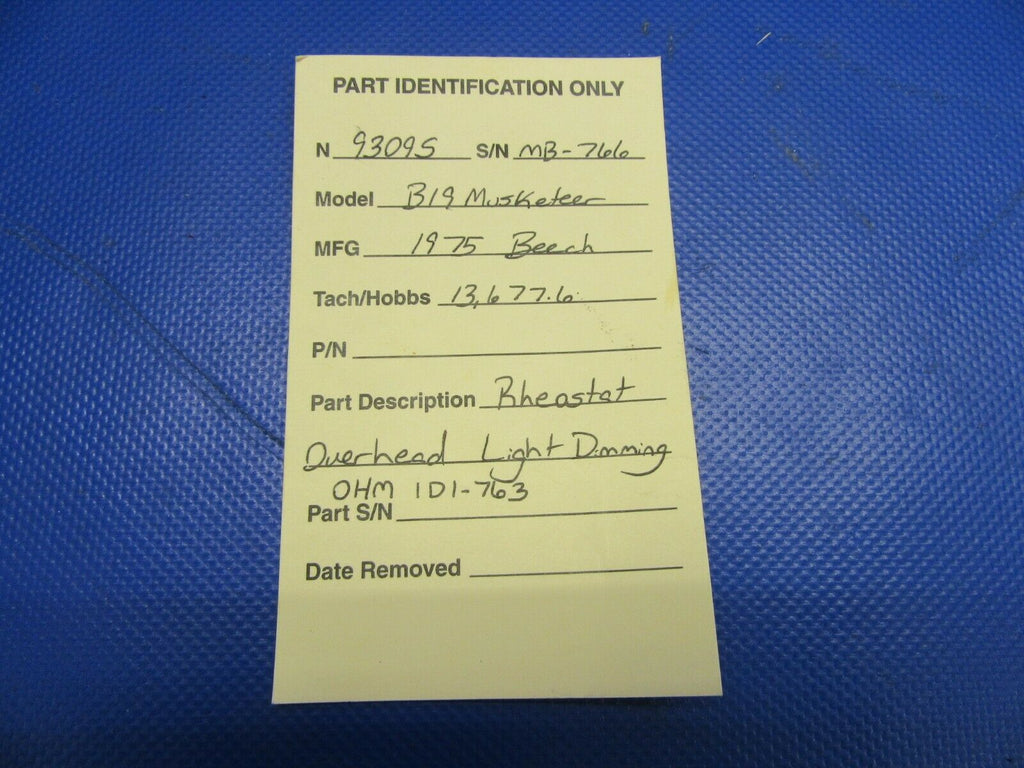 PART IDENTIFICATION ONLY
N 9309S S/N MB-766
Model B19 Musketeer
MFG 1975 Beech
Tach/Hobbs 13,677.6
P/N
Part Description Rheostat
Overhead Light Dimming
OHM 1D1-763
Part S/N
Date Removed